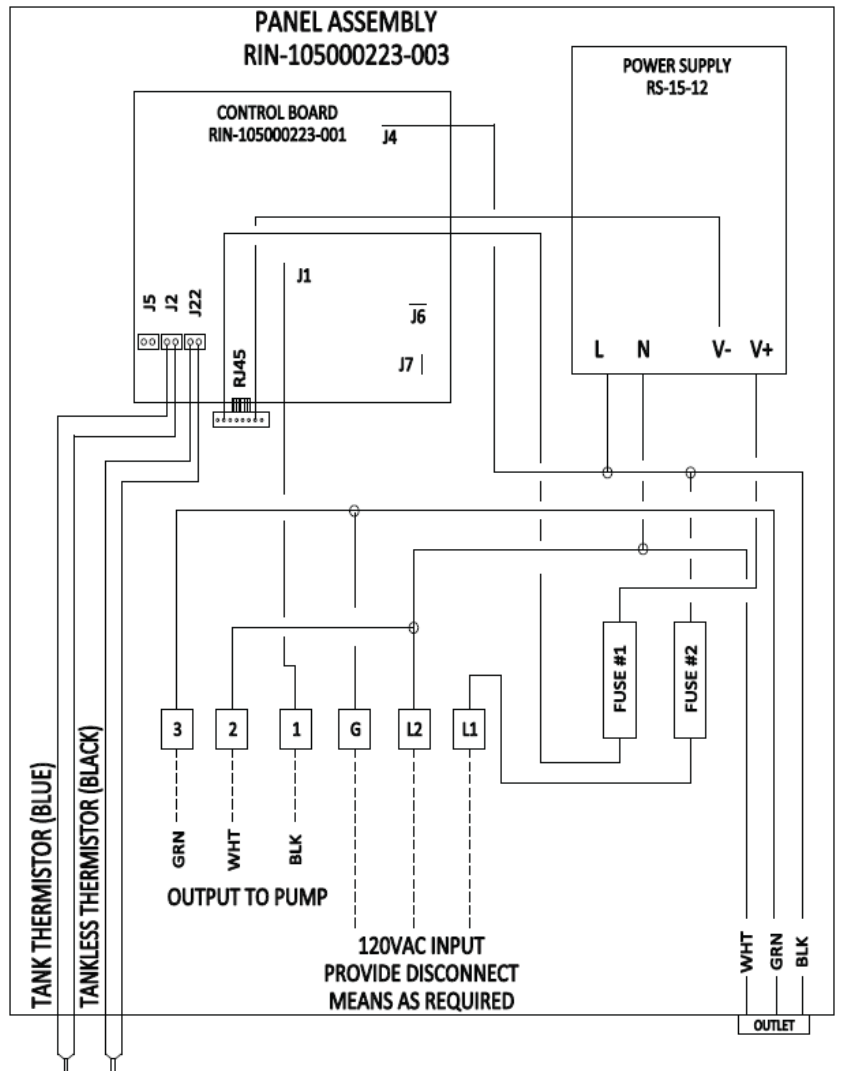 PANEL ASSEMBLY
RIN-105000223-003
POWER SUPPLY
RS-15-12
CONTROL BOARD
RIN-105000223-001
J4
J1
J5
J2
J22
J6
J7
RJ45
L
N
V-
V+
FUSE #1
FUSE #2
3
2
1
G
L2
L1
GRN
WHT
BLK
OUTPUT TO PUMP
TANK THERMISTOR (BLUE)
TANKLESS THERMISTOR (BLACK)
120VAC INPUT
PROVIDE DISCONNECT
MEANS AS REQUIRED
WHT
GRN
BLK
OUTLET